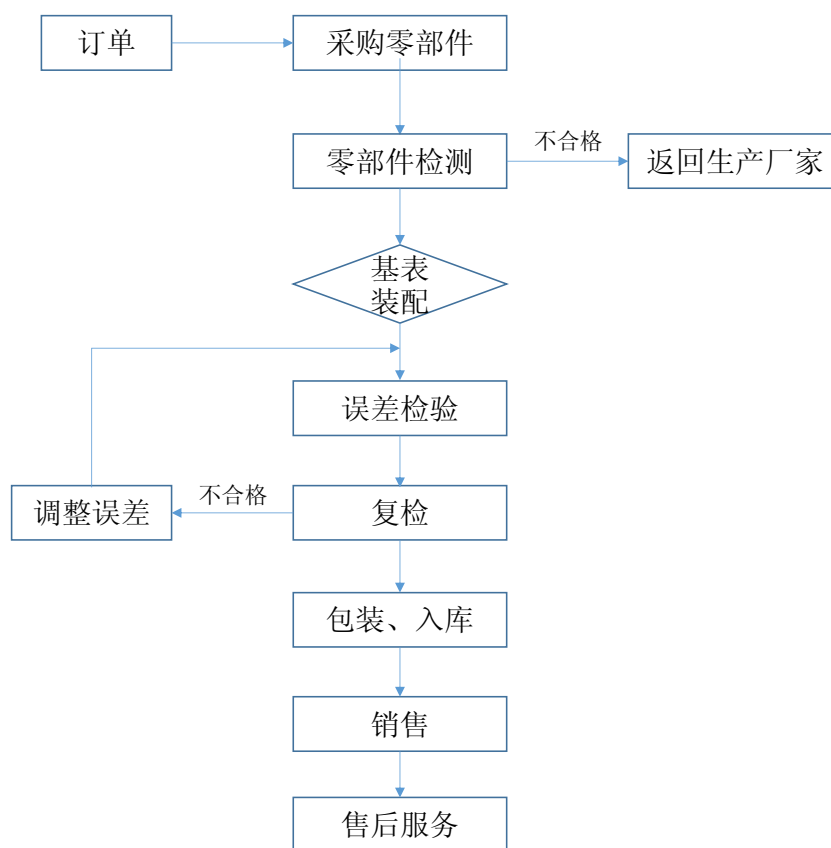 订单
采购零部件
零部件检测
不合格
返回生产厂家
基表
装配
误差检验
调整误差
不合格
复检
包装、入库
销售
售后服务